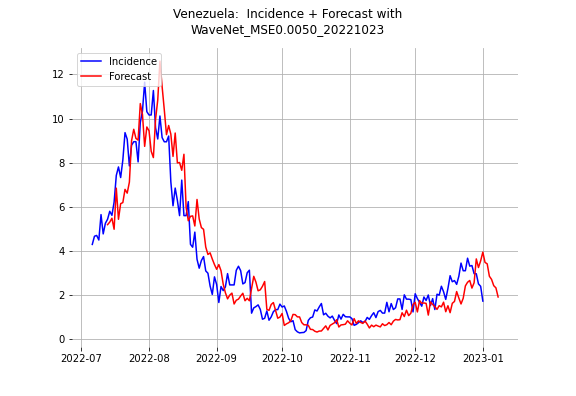 Venezuela:  Incidence + Forecast with
WaveNet_MSE0.0050_20221023
Incidence
Forecast
12
10
8
6
4
2
0
2022-07 2022-08 2022-09 2022-10 2022-11 2022-12 2023-01